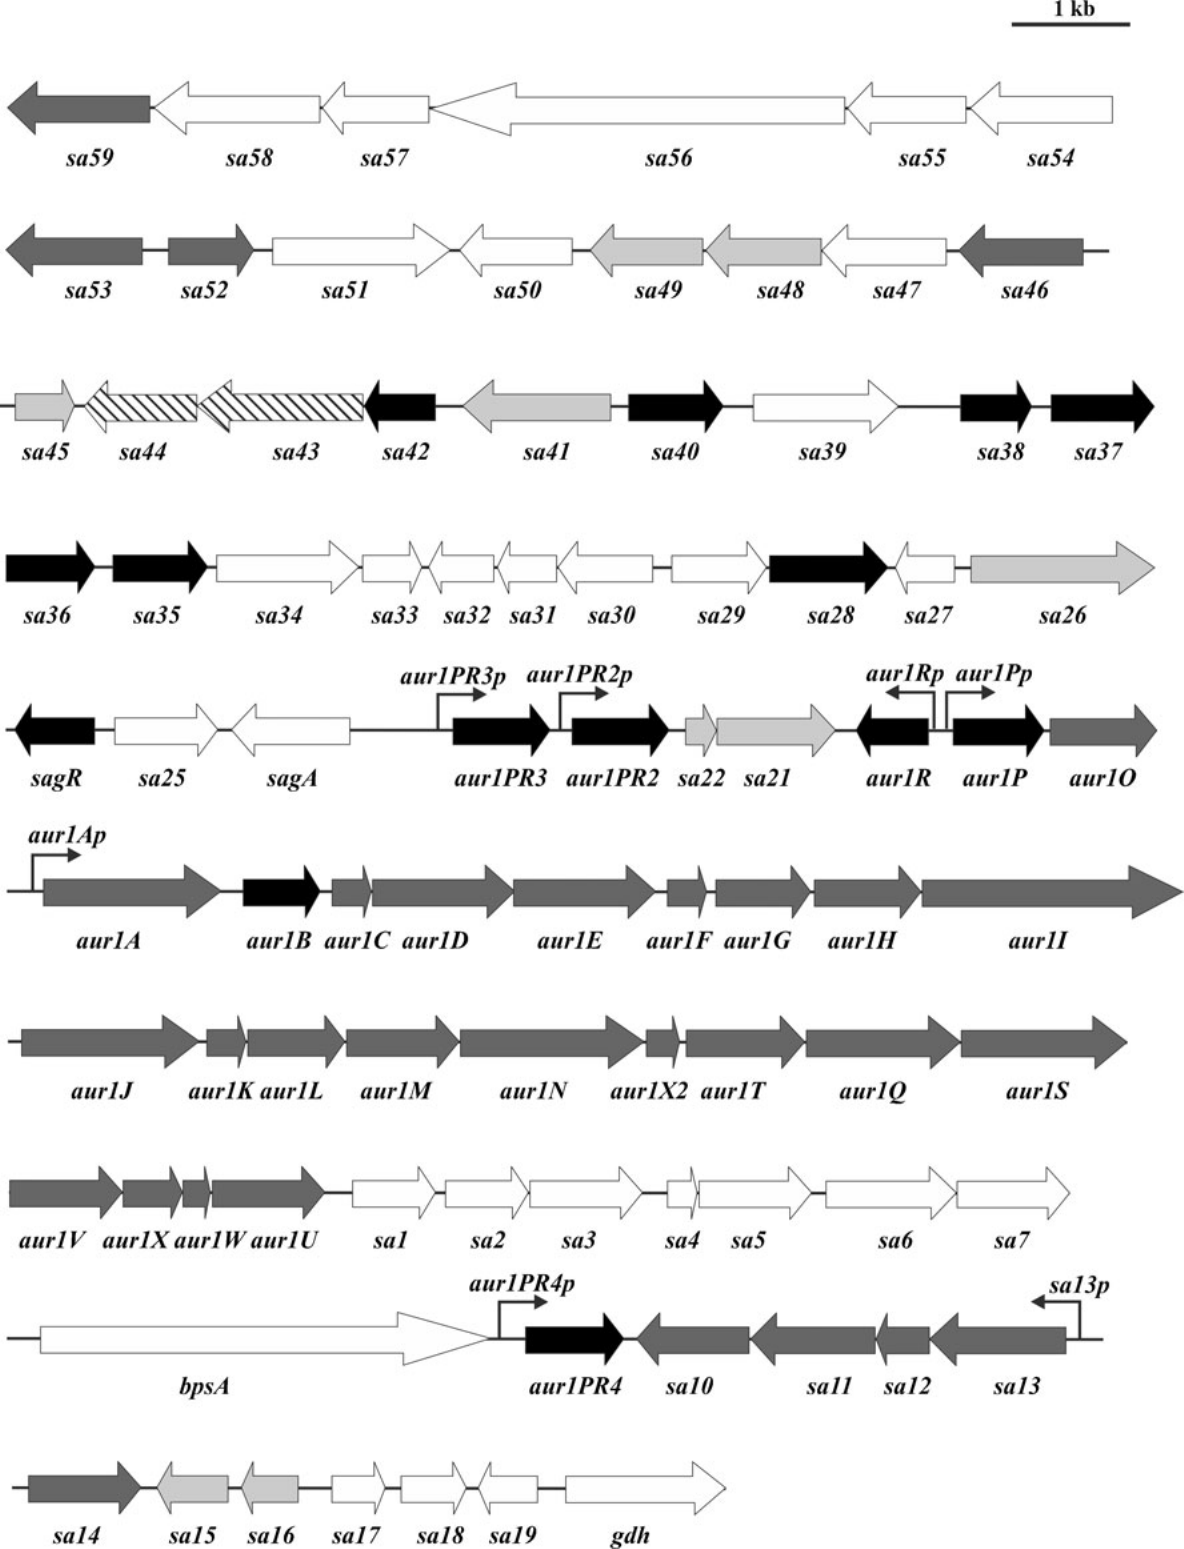 1 kb
sa59 sa58 sa57 sa56 sa55 sa54
sa53 sa52 sa51 sa50 sa49 sa48 sa47 sa46
sa45 sa44 sa43 sa42 sa41 sa40 sa39 sa38 sa37
sa36 sa35 sa34 sa33 sa32 sa31 sa30 sa29 sa28 sa27 sa26
aur1PR3p aur1PR2p aur1Rp aur1Pp
sagR sa25 sagA aur1PR3 aur1PR2 sa22 sa21 aur1R aur1P aur1O
aur1Ap
aur1A aur1B aur1C aur1D aur1E aur1F aur1G aur1H aur1I
aur1J aur1K aur1L aur1M aur1N aur1X2 aur1T aur1Q aur1S
aur1V aur1X aur1W aur1U sa1 sa2 sa3 sa4 sa5 sa6 sa7
aur1PR4p sa13p
bpsA aur1PR4 sa10 sa11 sa12 sa13
sa14 sa15 sa16 sa17 sa18 sa19 gdh